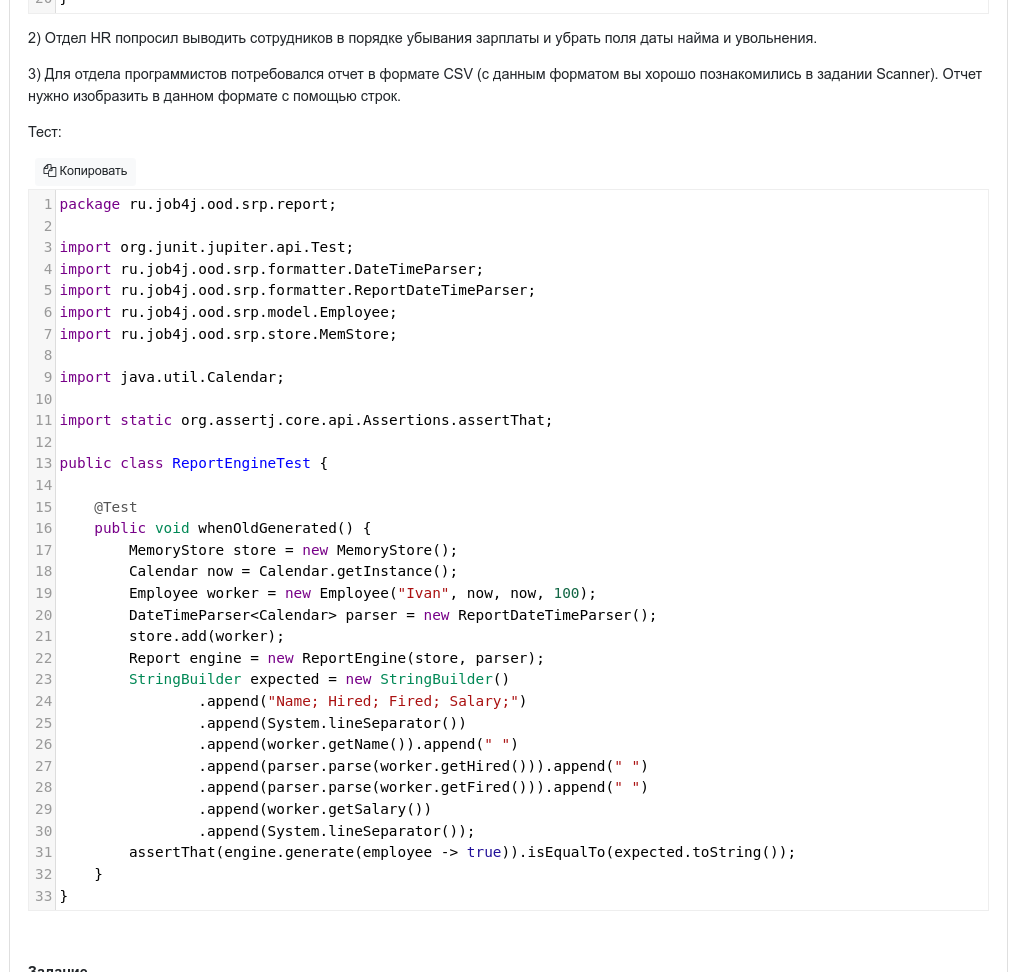 2) Отдел HR попросил выводить сотрудников в порядке убывания зарплаты и убрать поля даты найма и увольнения.
3) Для отдела программистов потребовался отчет в формате CSV (с данным форматом вы хорошо познакомились в задании Scanner). Отчет
нужно изобразить в данном формате с помощью строк.
Тест:
Копировать
1 package ru.job4j.ood.srp.report;
2
3 import org.junit.jupiter.api.Test;
4 import ru.job4j.ood.srp.formatter.DateTimeParser;
5 import ru.job4j.ood.srp.formatter.ReportDateTimeParser;
6 import ru.job4j.ood.srp.model.Employee;
7 import ru.job4j.ood.srp.store.MemStore;
8
9 import java.util.Calendar;
10
11 import static org.assertj.core.api.Assertions.assertThat;
12
13 public class ReportEngineTest {
14
15     @Test
16     public void whenOldGenerated() {
17         MemoryStore store = new MemoryStore();
18         Calendar now = Calendar.getInstance();
19         Employee worker = new Employee("Ivan", now, now, 100);
20         DateTimeParser<Calendar> parser = new ReportDateTimeParser();
21         store.add(worker);
22         Report engine = new ReportEngine(store, parser);
23         StringBuilder expected = new StringBuilder()
24                 .append("Name; Hired; Fired; Salary;")
25                 .append(System.lineSeparator())
26                 .append(worker.getName()).append(" ")
27                 .append(parser.parse(worker.getHired())).append(" ")
28                 .append(parser.parse(worker.getFired())).append(" ")
29                 .append(worker.getSalary())
30                 .append(System.lineSeparator());
31         assertThat(engine.generate(employee -> true)).isEqualTo(expected.toString());
32     }
33 }
Задание